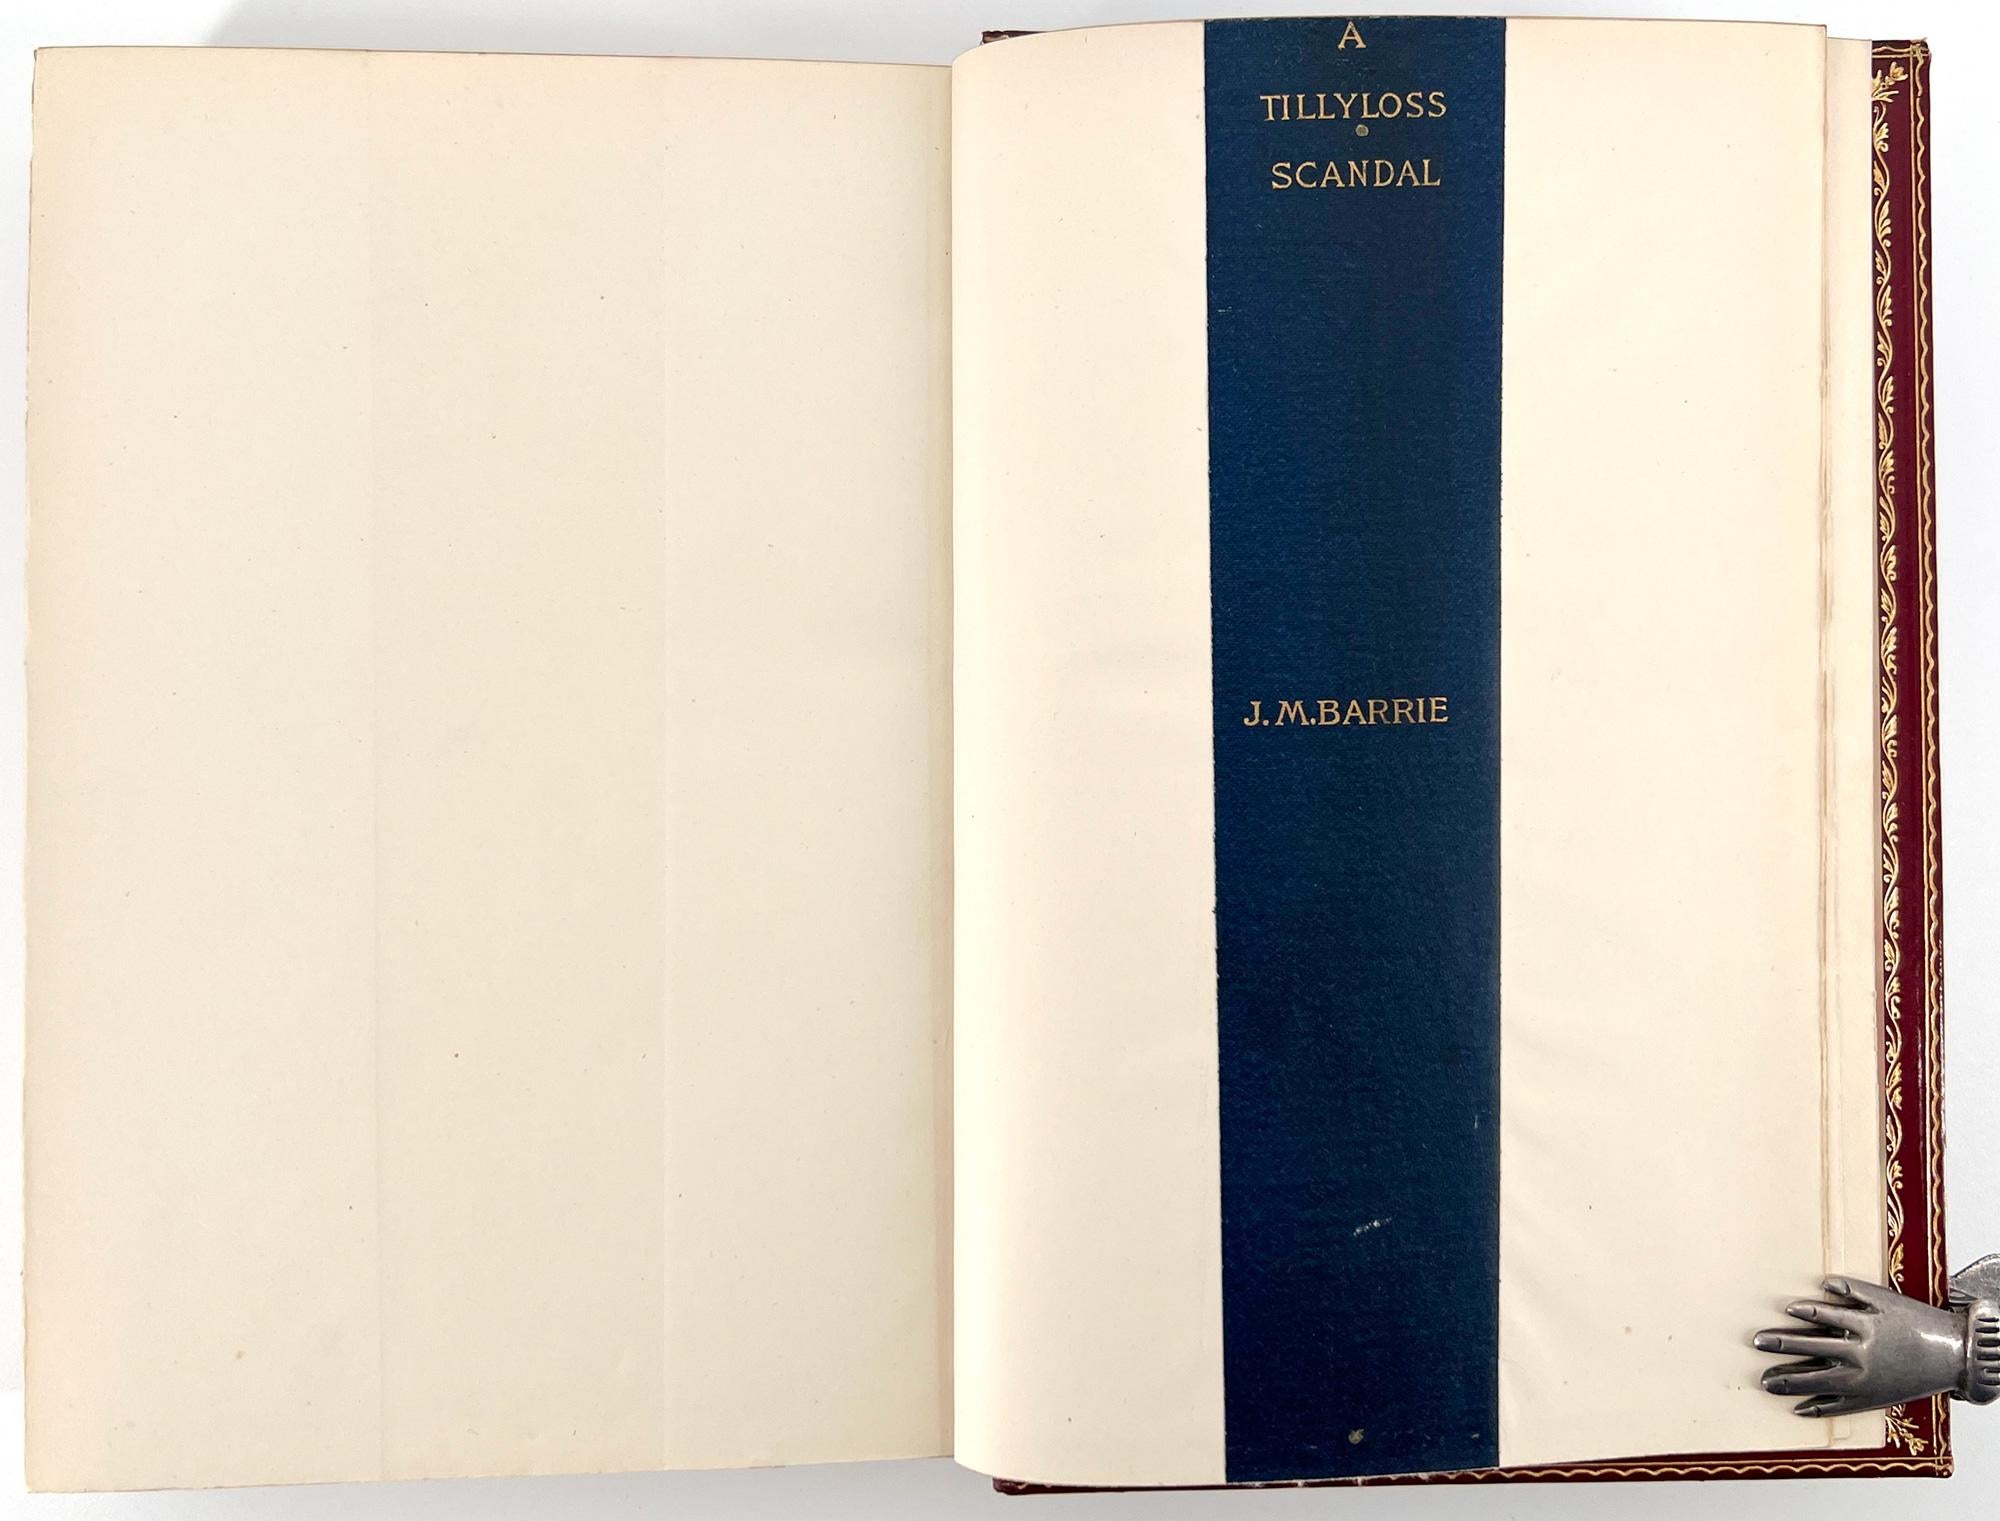 A
TILLYLOSS
SCANDAL
J. M. BARRIE